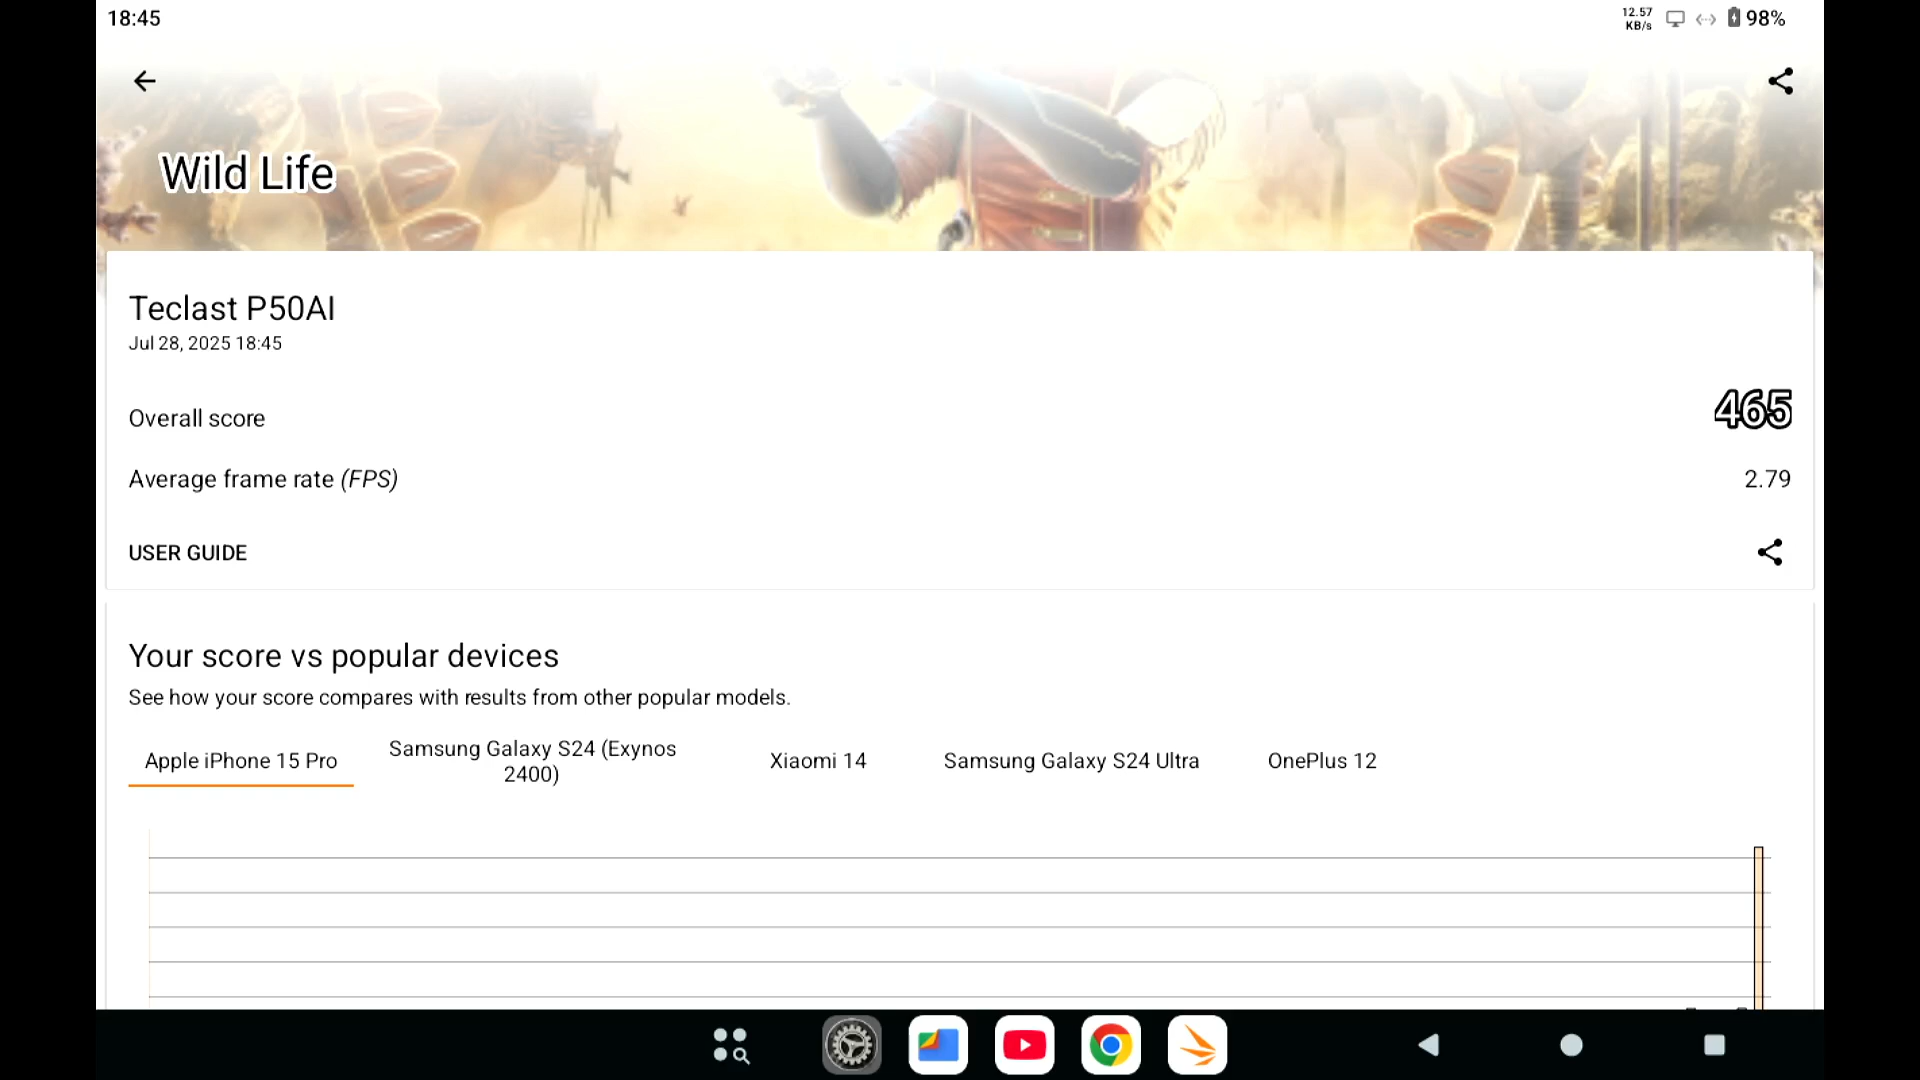 18:45
12.57
KB/s
98%
Wild Life
Teclast P50AI
Jul 28, 2025 18:45
Overall score
465
Average frame rate (FPS)
2.79
USER GUIDE
Your score vs popular devices
See how your score compares with results from other popular models.
Apple iPhone 15 Pro
Samsung Galaxy S24 (Exynos
2400)
Xiaomi 14
Samsung Galaxy S24 Ultra
OnePlus 12